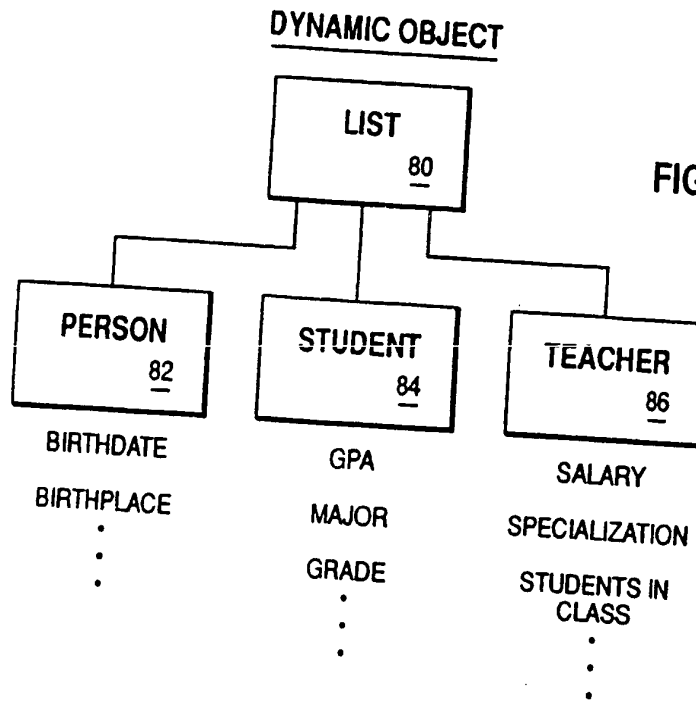 DYNAMIC OBJECT
LIST
80
FIG
PERSON
82
STUDENT
84
TEACHER
86
BIRTHDATE
BIRTHPLACE
GPA
MAJOR
GRADE
SALARY
SPECIALIZATION
STUDENTS IN
CLASS